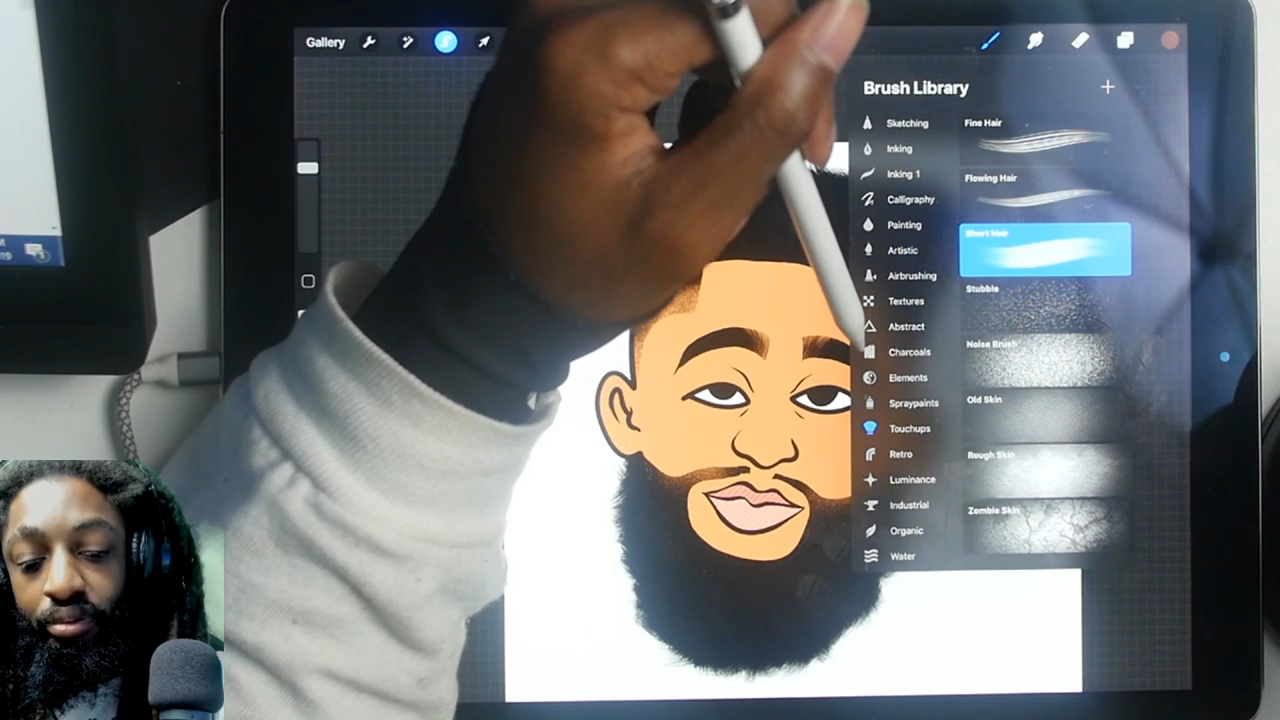 Gallery
Brush Library
Sketching
Inking
Inking 1
Calligraphy
Painting
Artistic
Airbrushing
Textures
Abstract
Charcoals
Elements
Spraypaints
Touchups
Retro
Luminance
Industrial
Organic
Water
Fine Hair
Flowing Hair
Short Hair
Stubble
Noise Brush
Old Skin
Rough Skin
Zombie Skin